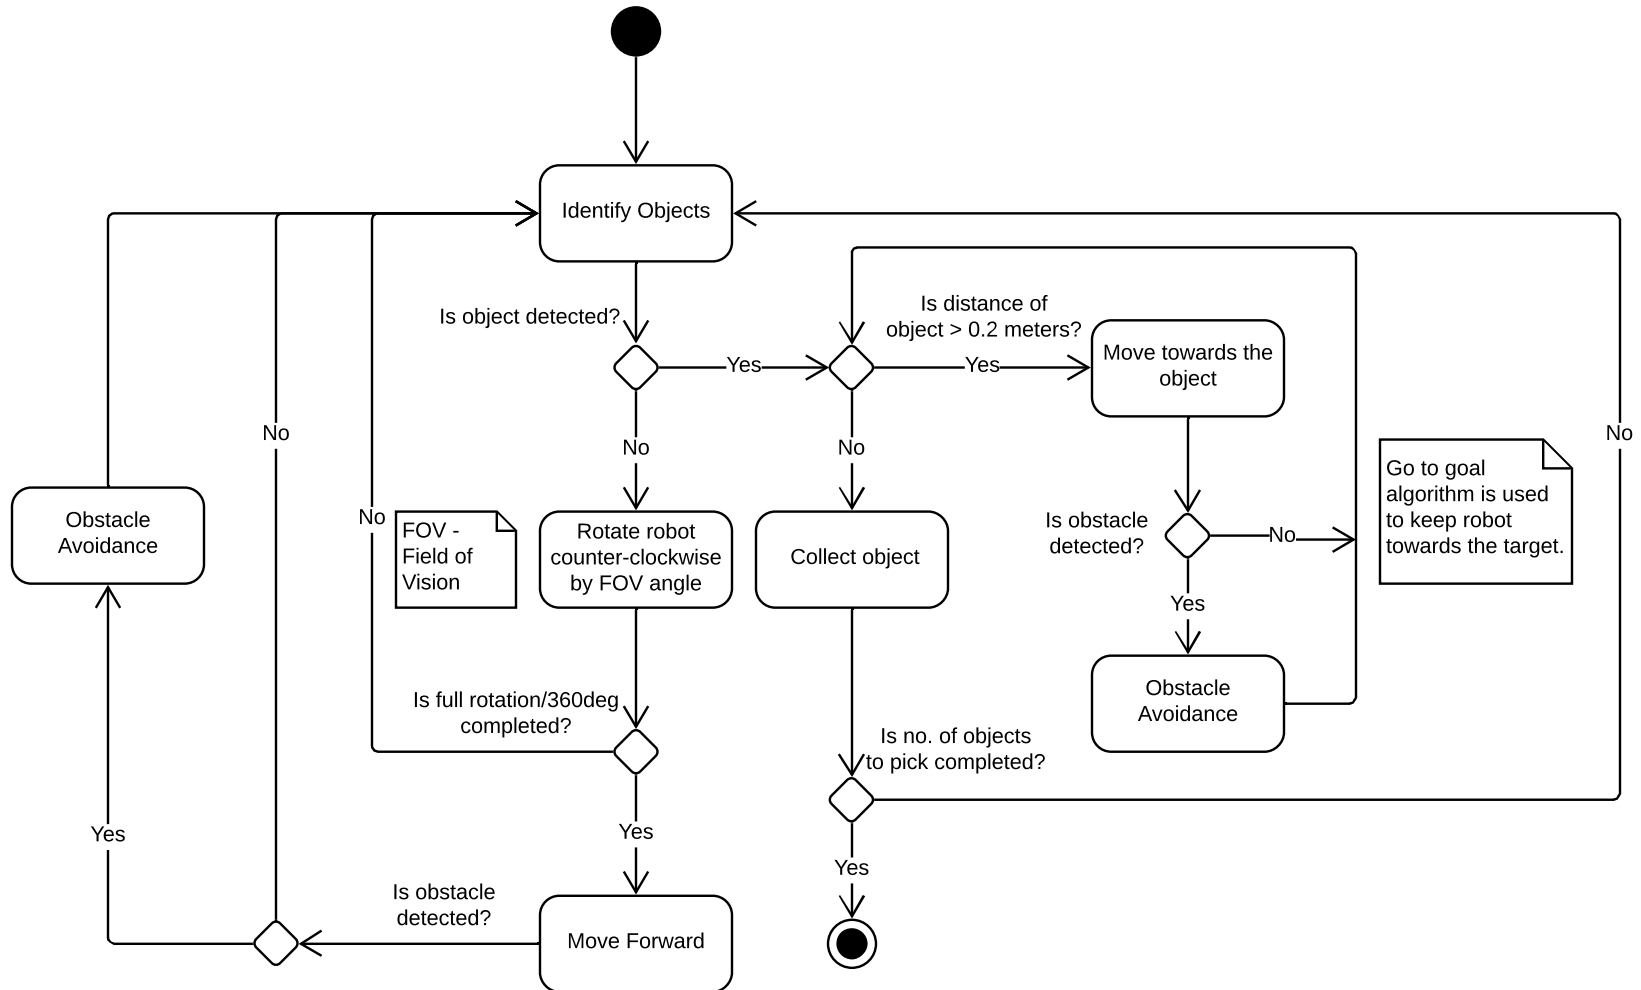 Identify Objects
Is object detected?
Yes
Is distance of
object > 0.2 meters?
Yes
Move towards the
object
No
No
No
No
No
Go to goal
algorithm is used
to keep robot
towards the target.
Obstacle
Avoidance
FOV -
Field of
Vision
Rotate robot
counter-clockwise
by FOV angle
Collect object
Is obstacle
detected?
No
Yes
Obstacle
Avoidance
Is full rotation/360deg
completed?
Is no. of objects
to pick completed?
Yes
Yes
Yes
Is obstacle
detected?
Move Forward